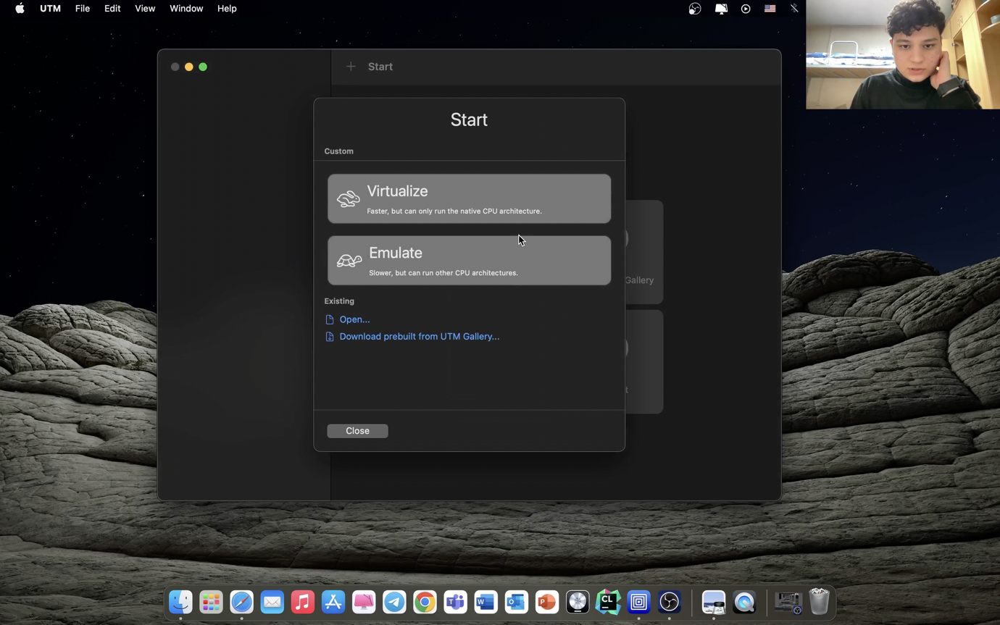 UTM File Edit View Window Help
Start
Start
Custom
Virtualize
Faster, but can only run the native CPU architecture.
Emulate
Slower, but can run other CPU architectures.
Gallery
Existing
Open...
Download prebuilt from UTM Gallery...
t
Close
CL